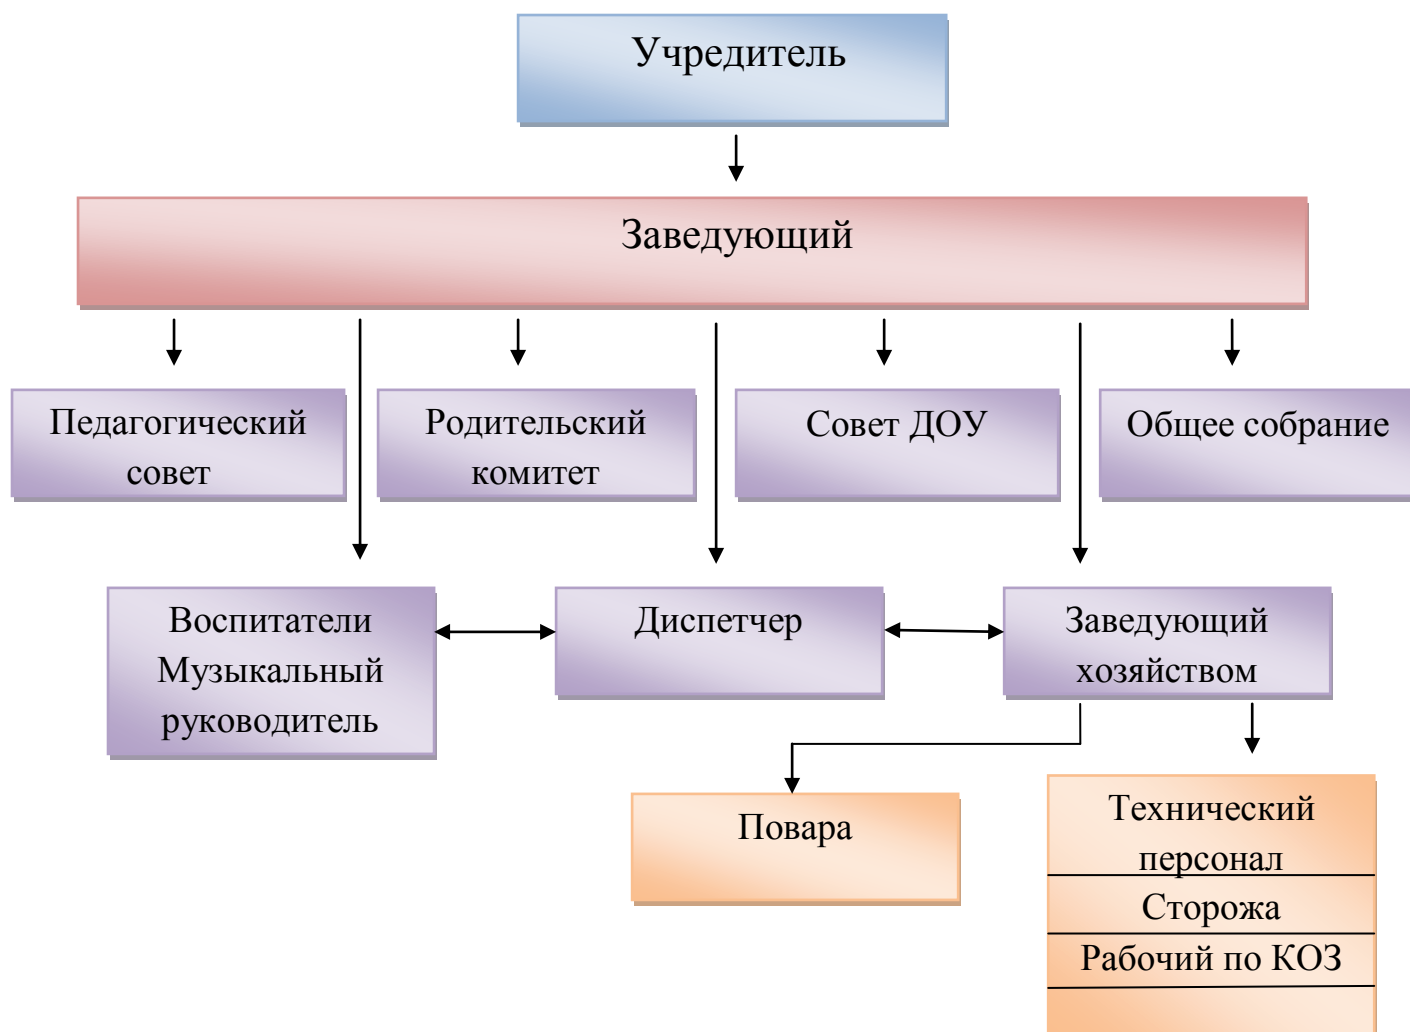 Учредитель
Заведующий
Педагогический
совет
Родительский
комитет
Совет ДОУ
Общее собрание
Воспитатели
Музыкальный
руководитель
Диспетчер
Заведующий
хозяйством
Повара
Технический
персонал
Сторожа
Рабочий по КОЗ